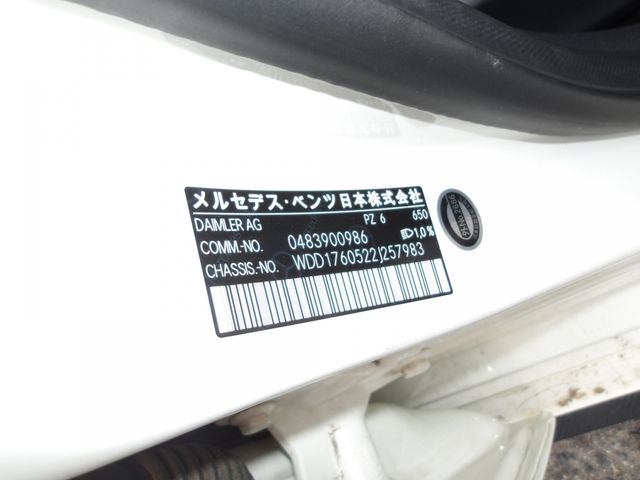 メルセデス・ベンツ日本株式会社
DAIMLER AG PZ 6 650
COMM.-NO. 0483900986 1,0%
CHASSIS.-NO. WDD1760522J257983